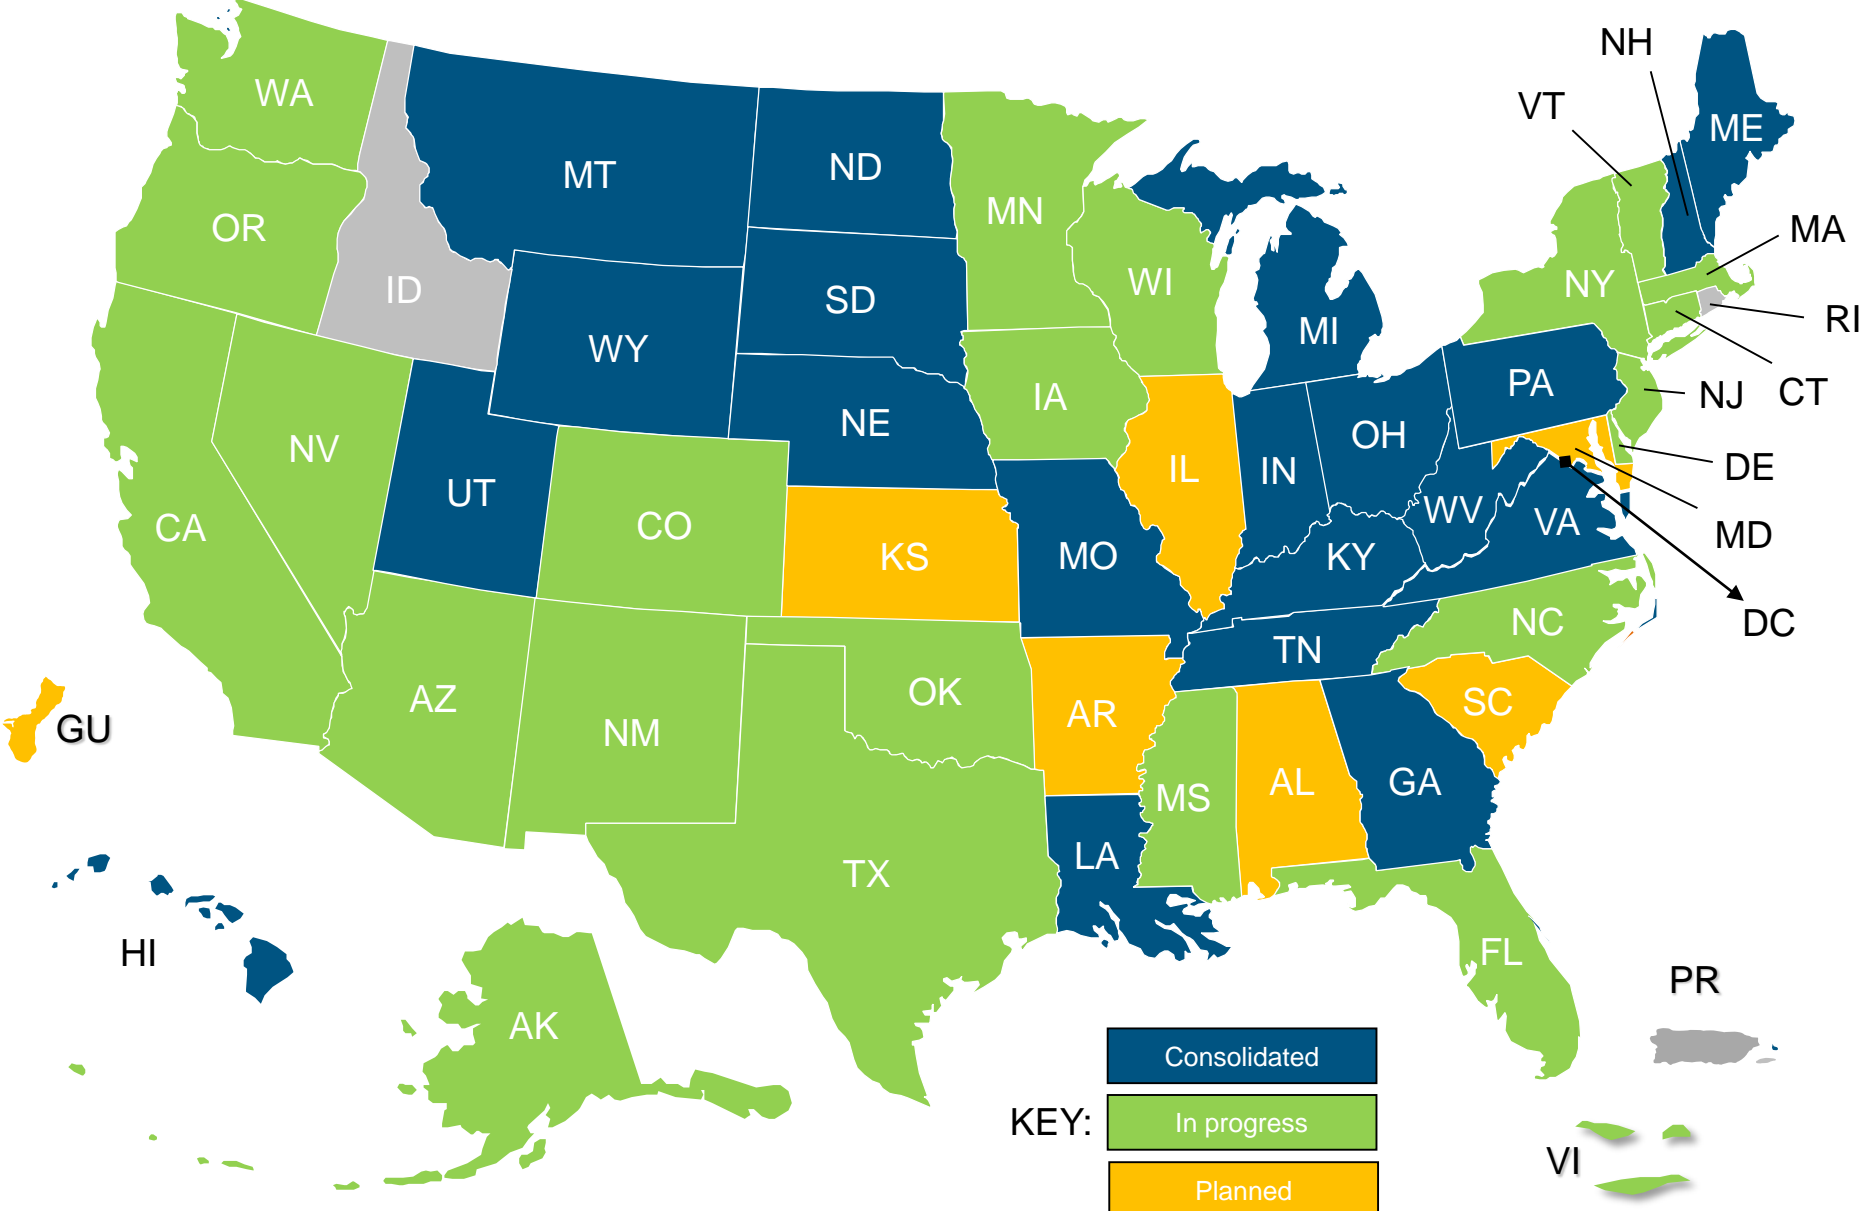 NH
VT
ME
WA
MT
ND
MN
OR
MA
ID
SD
WI
NY
RI
WY
MI
PA
NJ
CT
NE
IA
OH
NV
UT
IL
IN
DE
CA
CO
KS
MO
WV
VA
MD
KY
DC
NC
TN
AZ
OK
SC
GU
NM
AR
MS
AL
GA
TX
LA
HI
FL
PR
AK
Consolidated
KEY:
In progress
VI
Planned